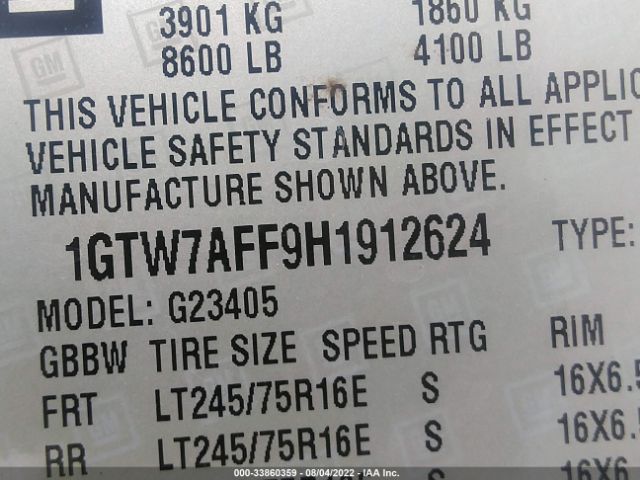 3901 KG 1860 KG
8600 LB 4100 LB
THIS VEHICLE CONFORMS TO ALL APPLIC
VEHICLE SAFETY STANDARDS IN EFFECT
MANUFACTURE SHOWN ABOVE.
1GTW7AFF9H1912624 TYPE:
MODEL: G23405
GBBW TIRE SIZE SPEED RTG RIM
FRT LT245/75R16E S 16X6.5
RR LT245/75R16E S 16X6.5
S
000-33860359 - 08/04/2022 - IAA Inc.